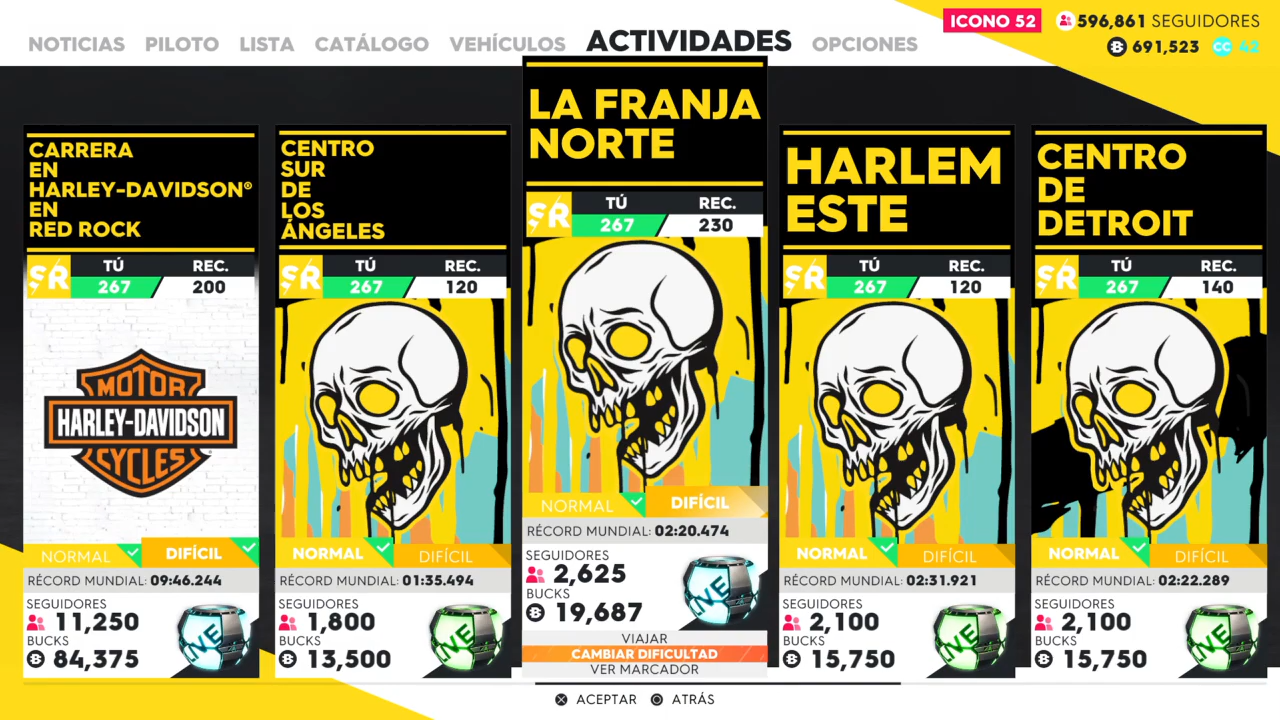 ICONO 52 596,861 SEGUIDORES
691,523 CC 42
NOTICIAS PILOTO LISTA CATÁLOGO VEHÍCULOS ACTIVIDADES OPCIONES
CARRERA
EN
HARLEY-DAVIDSON®
EN
RED ROCK
SR TÚ REC.
267 200
MOTOR
HARLEY-DAVIDSON
CYCLES
NORMAL DIFÍCIL
RÉCORD MUNDIAL: 09:46.244
SEGUIDORES
11,250
BUCKS
84,375
CENTRO
SUR
DE
LOS
ÁNGELES
SR TÚ REC.
267 120
NORMAL DIFÍCIL
RÉCORD MUNDIAL: 01:35.494
SEGUIDORES
1,800
BUCKS
13,500
LA FRANJA
NORTE
SR TÚ REC.
267 230
NORMAL DIFÍCIL
RÉCORD MUNDIAL: 02:20.474
SEGUIDORES
2,625
BUCKS
19,687
VIAJAR
CAMBIAR DIFICULTAD
VER MARCADOR
HARLEM
ESTE
SR TÚ REC.
267 120
NORMAL DIFÍCIL
RÉCORD MUNDIAL: 02:31.921
SEGUIDORES
2,100
BUCKS
15,750
CENTRO
DE
DETROIT
SR TÚ REC.
267 140
NORMAL DIFÍCIL
RÉCORD MUNDIAL: 02:22.289
SEGUIDORES
2,100
BUCKS
15,750
ACEPTAR ATRÁS